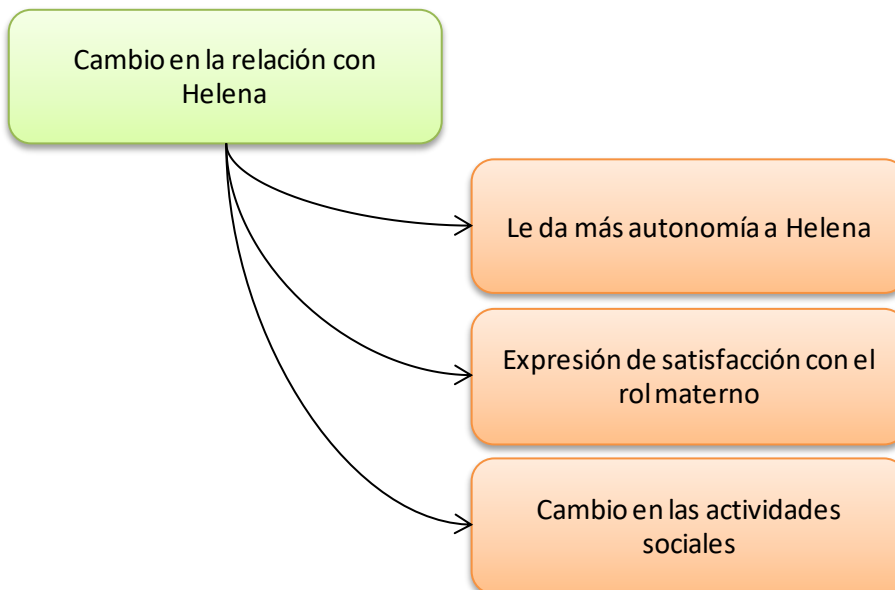 Cambio en la relación con
Helena
Le da más autonomía a Helena
Expresión de satisfacción con el
rol materno
Cambio en las actividades
sociales